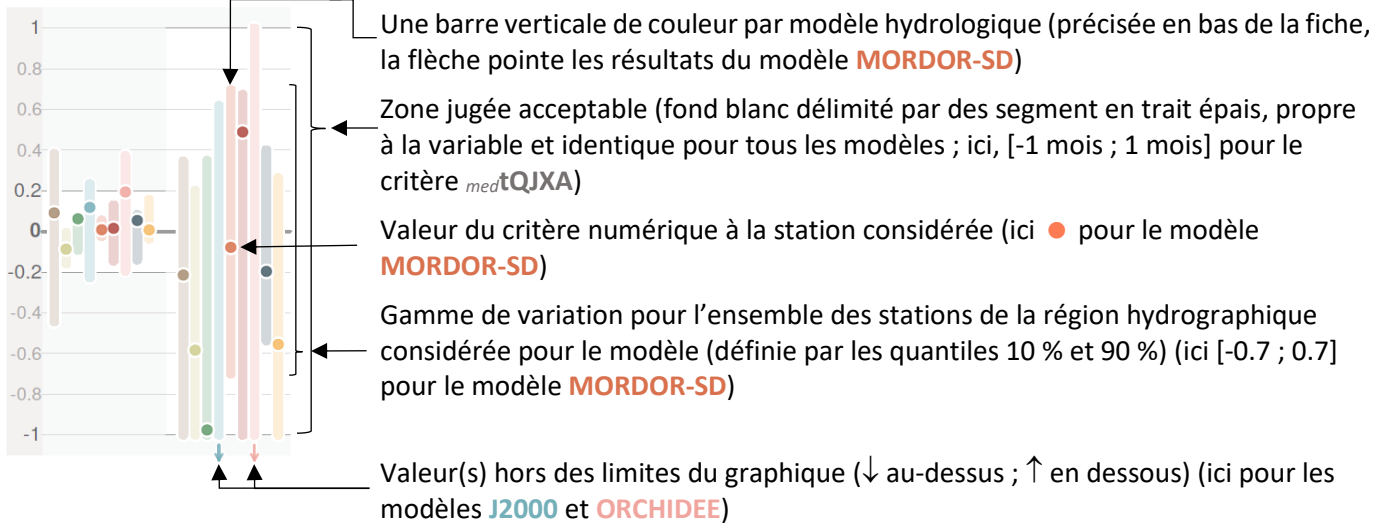 Une barre verticale de couleur par modèle hydrologique (précisée en bas de la fiche,
la flèche pointe les résultats du modèle MORDOR-SD)
Zone jugée acceptable (fond blanc délimité par des segment en trait épais, propre
à la variable et identique pour tous les modèles ; ici, [-1 mois ; 1 mois] pour le
critère medtQJXA)
Valeur du critère numérique à la station considérée (ici ● pour le modèle
MORDOR-SD)
Gamme de variation pour l’ensemble des stations de la région hydrographique
considérée pour le modèle (définie par les quantiles 10 % et 90 %) (ici [-0.7 ; 0.7]
pour le modèle MORDOR-SD)
Valeur(s) hors des limites du graphique (↓ au-dessus ; ↑ en dessous) (ici pour les
modèles J2000 et ORCHIDEE)
1
0.8
0.6
0.4
0.2
0
-0.2
-0.4
-0.6
-0.8
-1